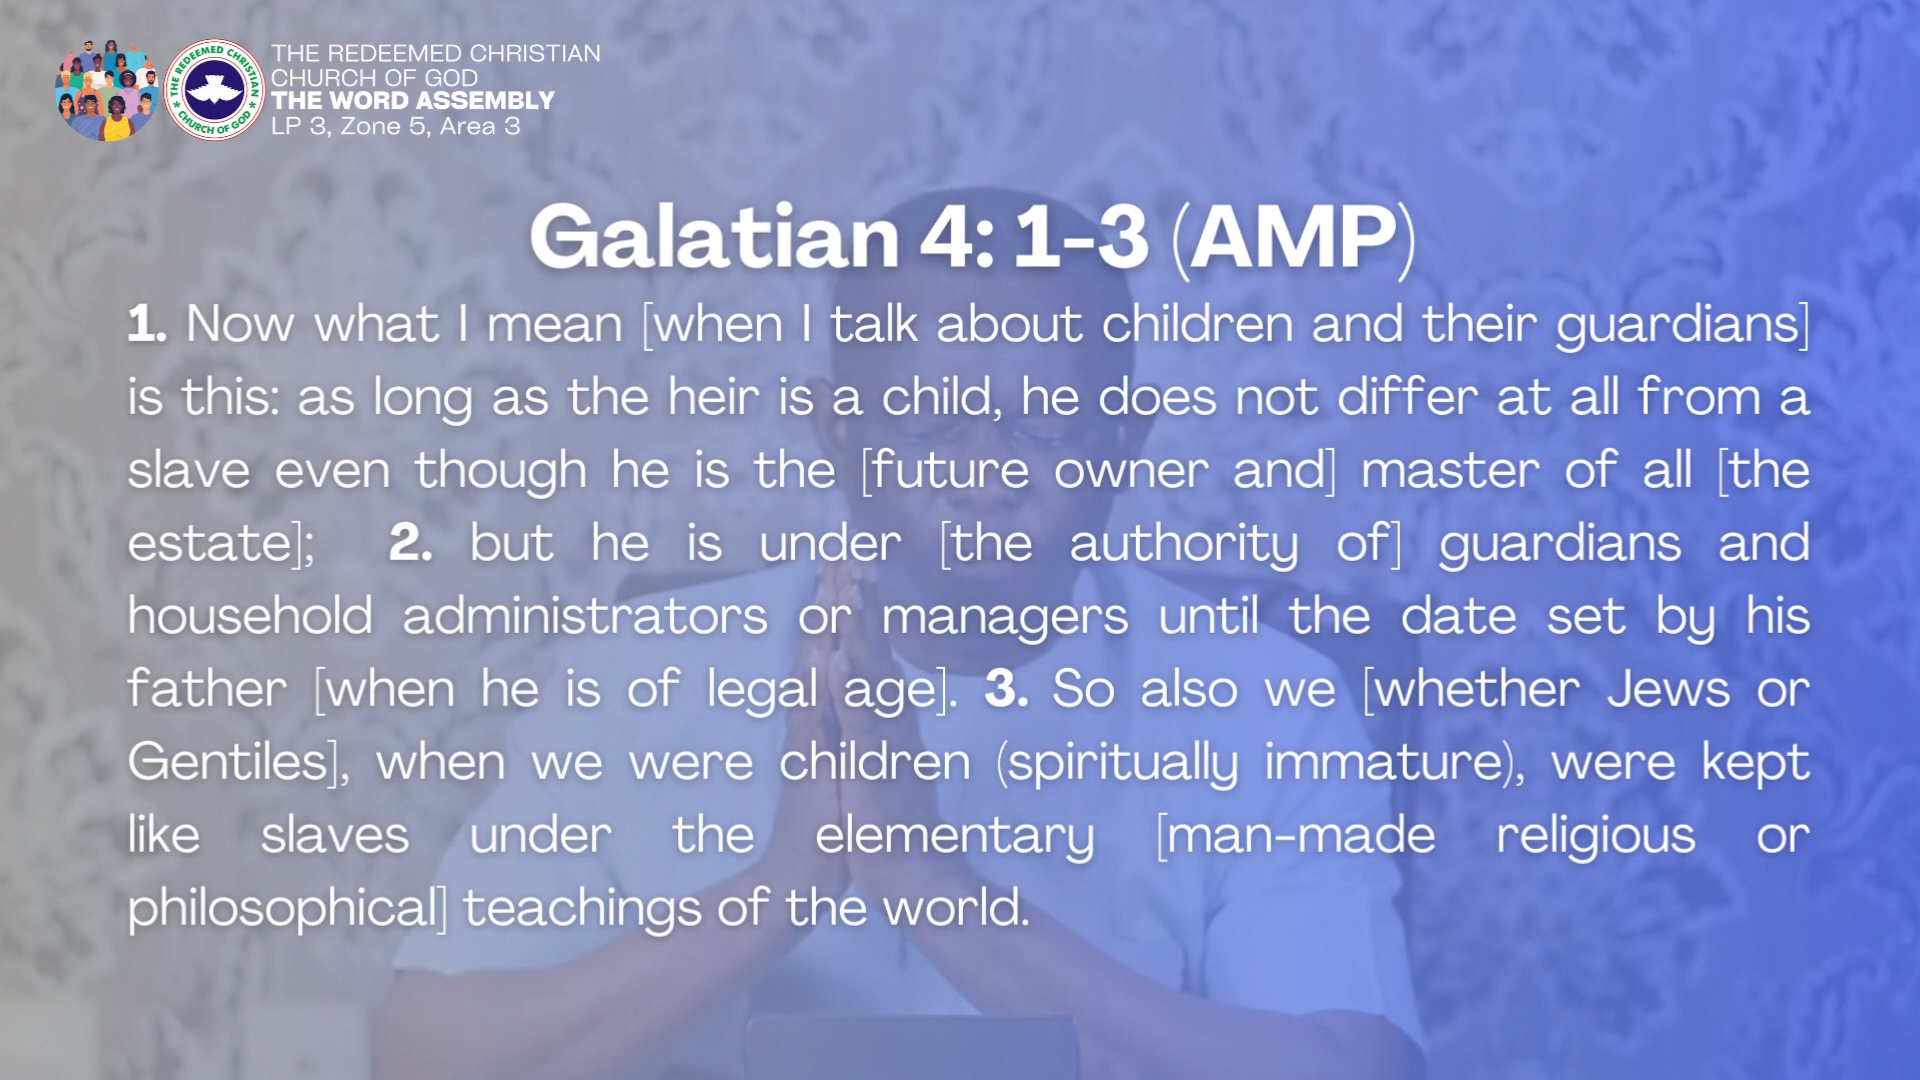 THE REDEEMED CHRISTIAN
CHURCH OF GOD
THE REDEEMED CHRISTIAN
CHURCH OF GOD
THE WORD ASSEMBLY
LP 3, Zone 5, Area 3
Galatian 4: 1-3 (AMP)
1. Now what I mean [when I talk about children and their guardians]
is this: as long as the heir is a child, he does not differ at all from a
slave even though he is the [future owner and] master of all [the
estate]; 2. but he is under [the authority of] guardians and
household administrators or managers until the date set by his
father [when he is of legal age]. 3. So also we [whether Jews or
Gentiles], when we were children (spiritually immature), were kept
like slaves under the elementary [man-made religious or
philosophical] teachings of the world.